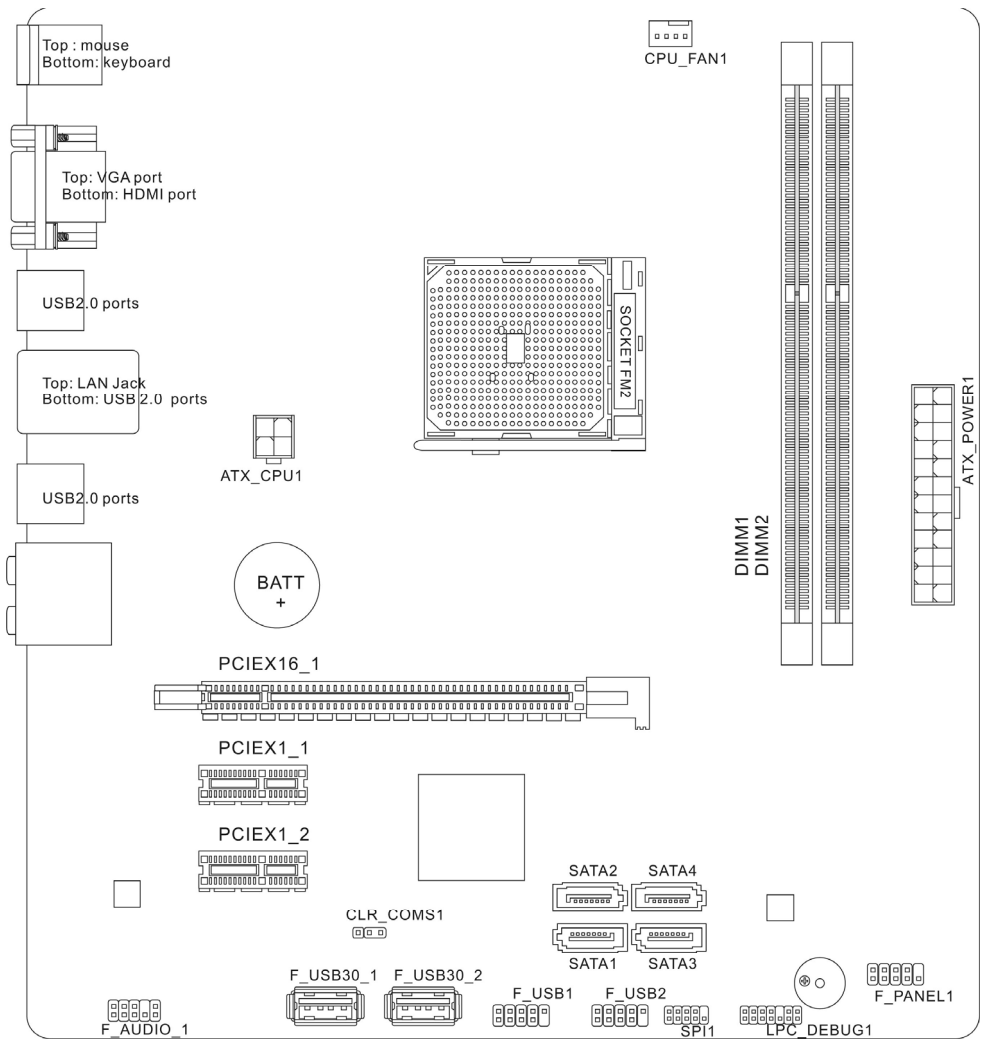 Top : mouse
Bottom: keyboard
CPU_FAN1
Top: VGA port
Bottom: HDMI port
USB2.0 ports
SOCKET FM2
Top: LAN Jack
Bottom: USB 2.0 ports
ATX_POWER1
ATX_CPU1
USB2.0 ports
DIMM1
DIMM2
BATT
+
PCIEX16_1
PCIEX1_1
PCIEX1_2
SATA2
SATA4
CLR_COMS1
SATA1
SATA3
F_USB30_1
F_USB30_2
F_USB1
F_USB2
F_PANEL1
F_AUDIO_1
SPI1
LPC_DEBUG1